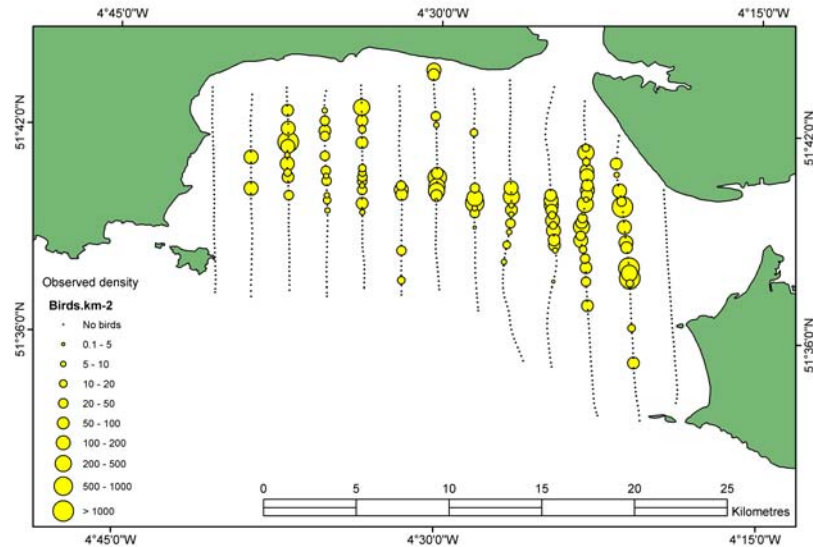 4°45'0"W 4°30'0"W 4°15'0"W
51°42'0"N
51°42'0"N
51°36'0"N
51°36'0"N
Observed density
Birds.km-2
No birds
0.1 - 5
5 - 10
10 - 20
20 - 50
50 - 100
100 - 200
200 - 500
500 - 1000
> 1000
0 5 10 15 20 25
Kilometres
4°45'0"W 4°30'0"W 4°15'0"W